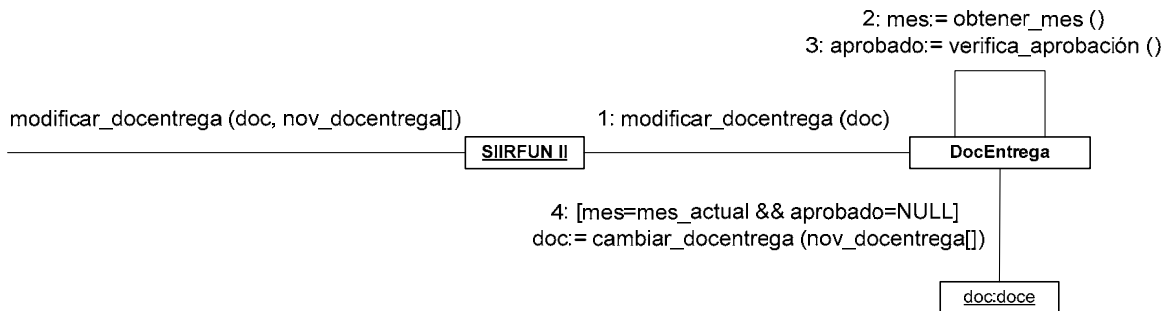 2: mes:= obtener_mes ()
3: aprobado:= verifica_aprobación ()
modificar_docentrega (doc, nov_docentrega[])
1: modificar_docentrega (doc)
SIIRFUN II
DocEntrega
4: [mes=mes_actual && aprobado=NULL]
doc:= cambiar_docentrega (nov_docentrega[])
doc:doce